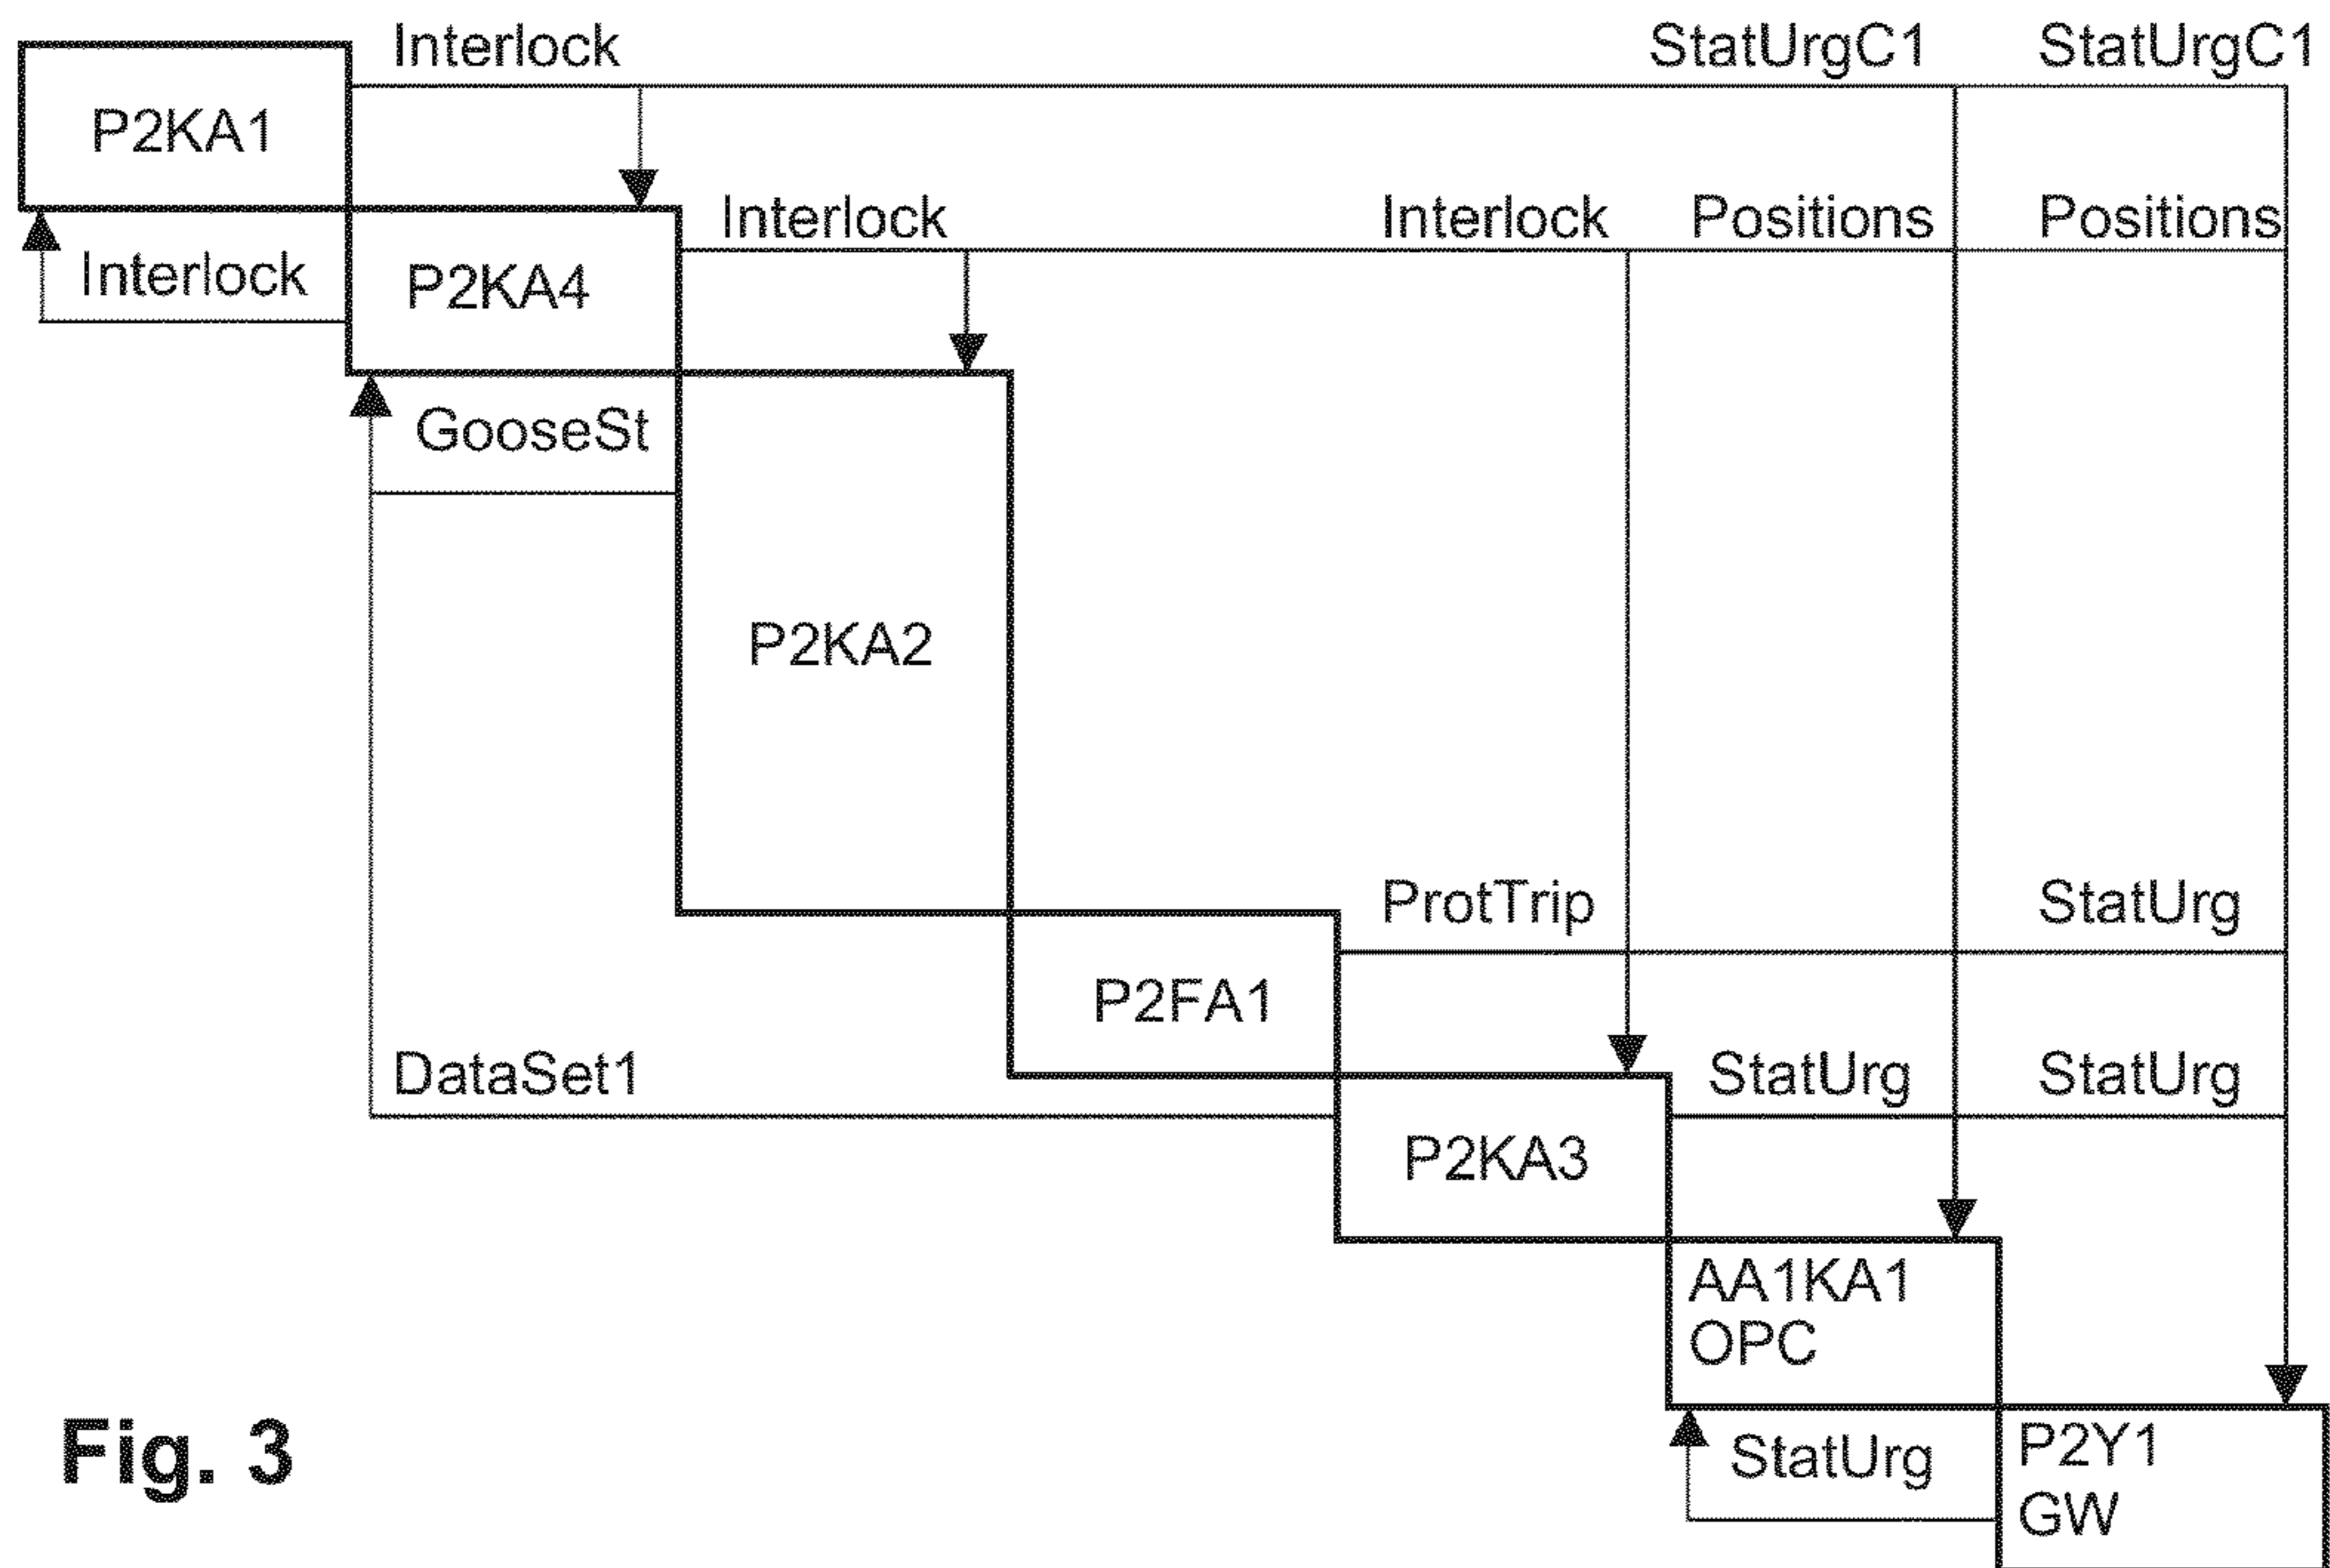 Interlock StatUrgC1 StatUrgC1
P2KA1
Interlock Interlock Positions Positions
Interlock P2KA4
GooseSt
P2KA2
ProtTrip StatUrg
P2FA1
DataSet1 StatUrg StatUrg
P2KA3
AA1KA1
OPC
StatUrg P2Y1
GW
Fig. 3